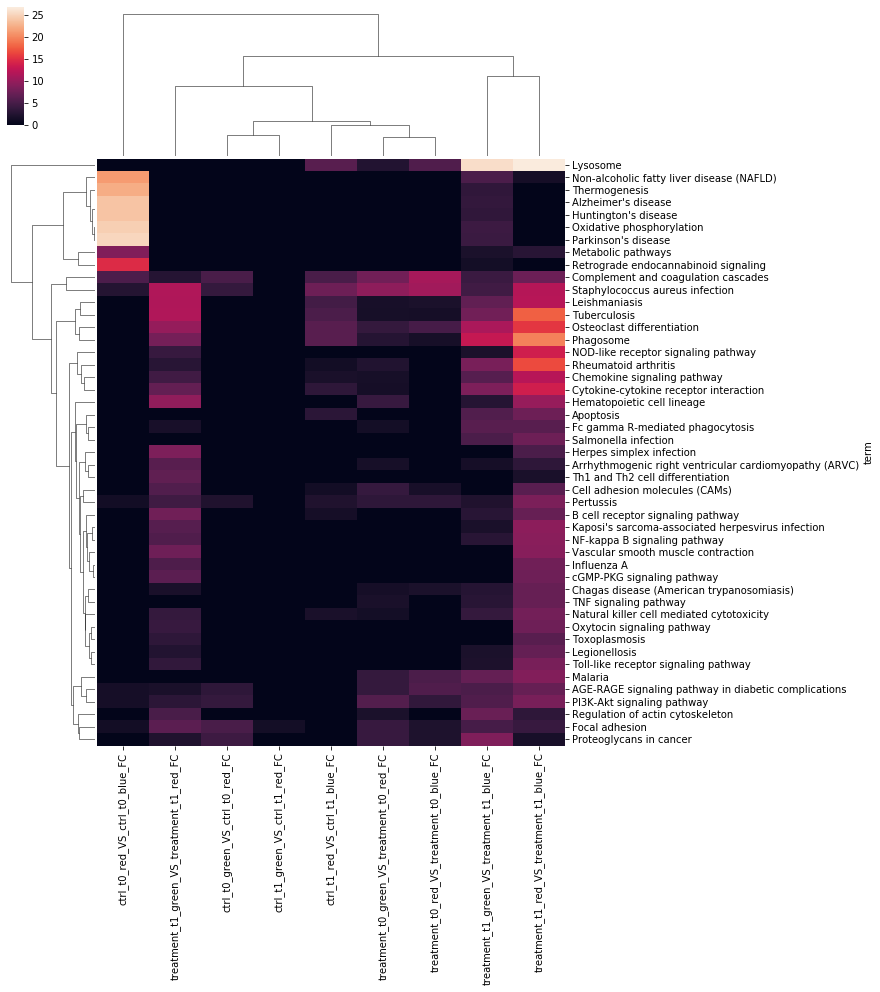 25
20
15
10
5
0
Lysosome
Non-alcoholic fatty liver disease (NAFLD)
Thermogenesis
Alzheimer's disease
Huntington's disease
Oxidative phosphorylation
Parkinson's disease
Metabolic pathways
Retrograde endocannabinoid signaling
Complement and coagulation cascades
Staphylococcus aureus infection
Leishmaniasis
Tuberculosis
Osteoclast differentiation
Phagosome
NOD-like receptor signaling pathway
Rheumatoid arthritis
Chemokine signaling pathway
Cytokine-cytokine receptor interaction
Hematopoietic cell lineage
Apoptosis
Fc gamma R-mediated phagocytosis
Salmonella infection
Herpes simplex infection
Arrhythmogenic right ventricular cardiomyopathy (ARVC)
Th1 and Th2 cell differentiation
Cell adhesion molecules (CAMs)
Pertussis
B cell receptor signaling pathway
Kaposi's sarcoma-associated herpesvirus infection
NF-kappa B signaling pathway
Vascular smooth muscle contraction
Influenza A
cGMP-PKG signaling pathway
Chagas disease (American trypanosomiasis)
TNF signaling pathway
Natural killer cell mediated cytotoxicity
Oxytocin signaling pathway
Toxoplasmosis
Legionellosis
Toll-like receptor signaling pathway
Malaria
AGE-RAGE signaling pathway in diabetic complications
PI3K-Akt signaling pathway
Regulation of actin cytoskeleton
Focal adhesion
Proteoglycans in cancer
term
ctrl_t0_red_VS_ctrl_t0_blue_FC
treatment_t1_green_VS_treatment_t1_red_FC
ctrl_t0_green_VS_ctrl_t0_red_FC
ctrl_t1_green_VS_ctrl_t1_red_FC
ctrl_t1_red_VS_ctrl_t1_blue_FC
treatment_t0_green_VS_treatment_t0_red_FC
treatment_t0_red_VS_treatment_t0_blue_FC
treatment_t1_green_VS_treatment_t1_blue_FC
treatment_t1_red_VS_treatment_t1_blue_FC